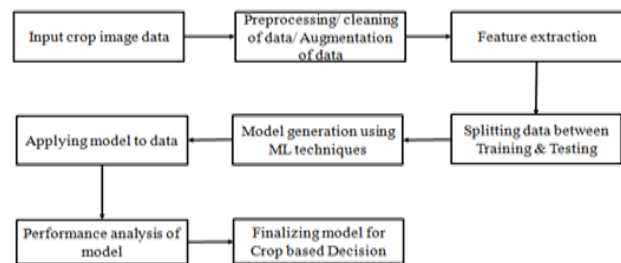 Input crop image data
Preprocessing/ cleaning
of data/ Augmentation
of data
Feature extraction
Splitting data between
Training & Testing
Model generation using
ML techniques
Applying model to data
Performance analysis of
model
Finalizing model for
Crop based Decision